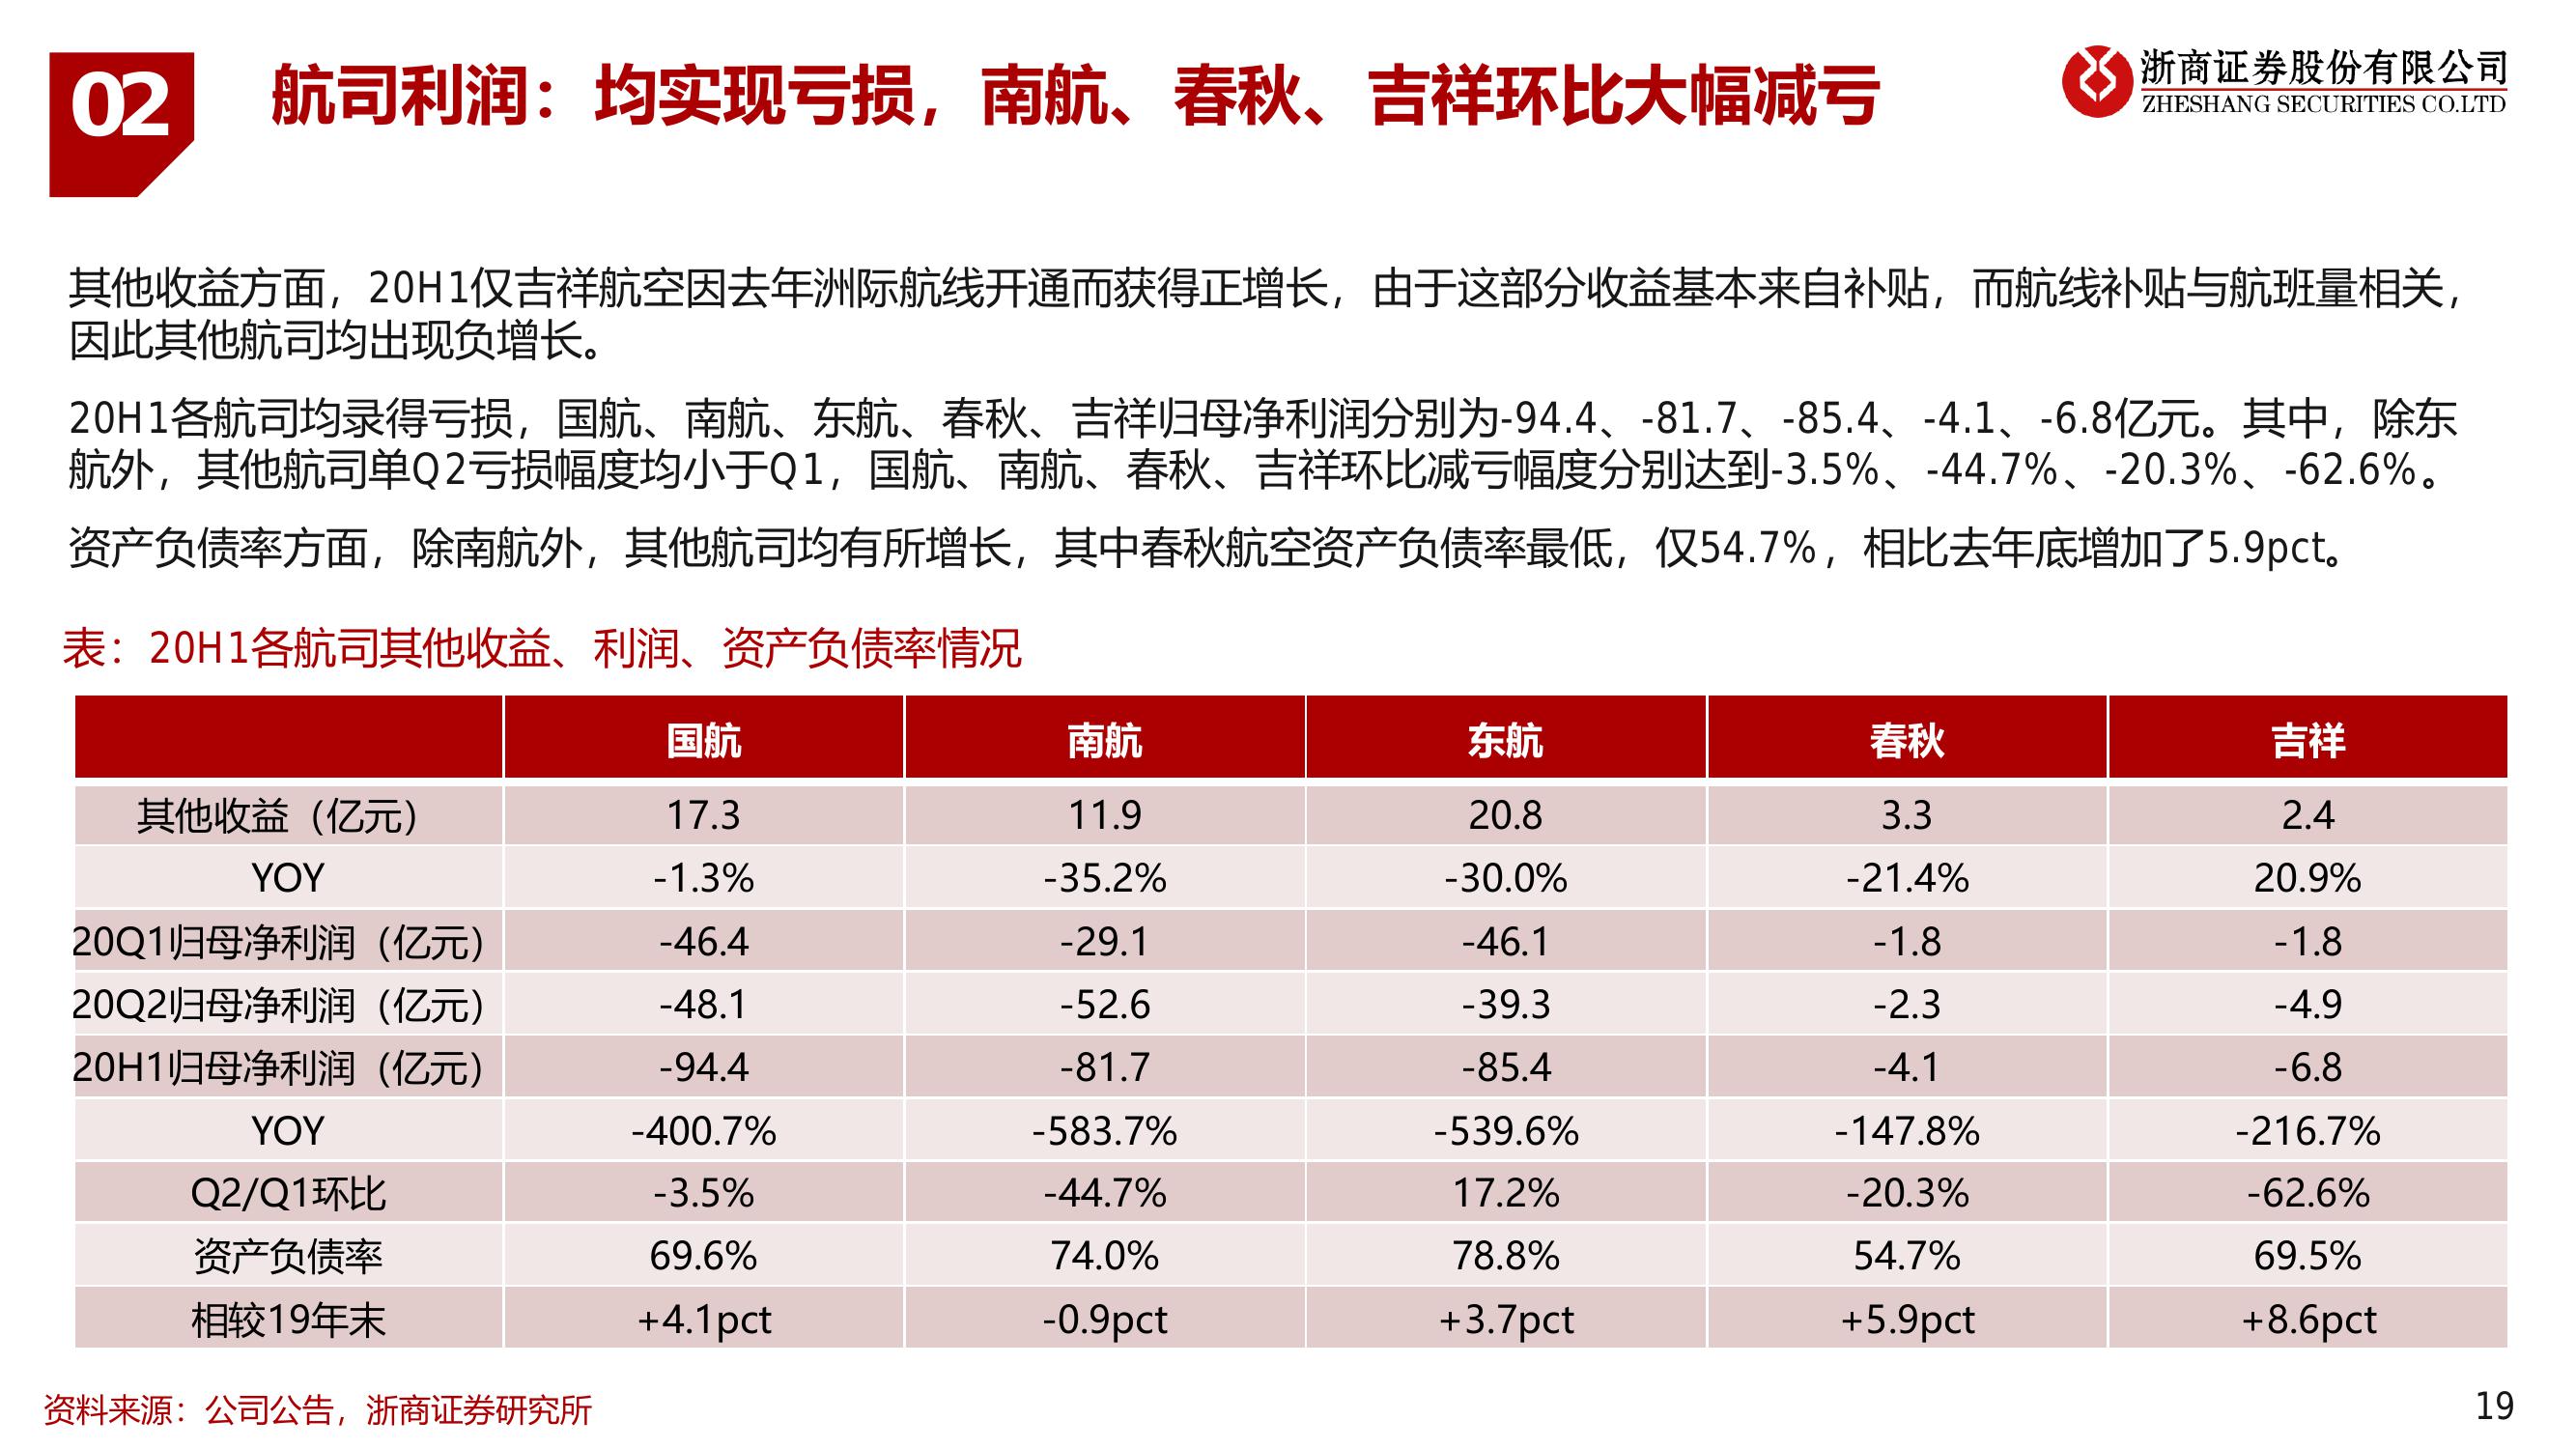 02
航司利润：均实现亏损，南航、春秋、吉祥环比大幅减亏
浙商证券股份有限公司
ZHESHANG SECURITIES CO.LTD
其他收益方面，20H1仅吉祥航空因去年洲际航线开通而获得正增长，由于这部分收益基本来自补贴，而航线补贴与航班量相关，
因此其他航司均出现负增长。
20H1各航司均录得亏损，国航、南航、东航、春秋、吉祥归母净利润分别为-94.4、-81.7、-85.4、-4.1、-6.8亿元。其中，除东
航外，其他航司单Q2亏损幅度均小于Q1，国航、南航、春秋、吉祥环比减亏幅度分别达到-3.5%、-44.7%、-20.3%、-62.6%。
资产负债率方面，除南航外，其他航司均有所增长，其中春秋航空资产负债率最低，仅54.7%，相比去年底增加了5.9pct。
表：20H1各航司其他收益、利润、资产负债率情况
国航 南航 东航 春秋 吉祥
其他收益（亿元） 17.3 11.9 20.8 3.3 2.4
YOY -1.3% -35.2% -30.0% -21.4% 20.9%
20Q1归母净利润（亿元） -46.4 -29.1 -46.1 -1.8 -1.8
20Q2归母净利润（亿元） -48.1 -52.6 -39.3 -2.3 -4.9
20H1归母净利润（亿元） -94.4 -81.7 -85.4 -4.1 -6.8
YOY -400.7% -583.7% -539.6% -147.8% -216.7%
Q2/Q1环比 -3.5% -44.7% 17.2% -20.3% -62.6%
资产负债率 69.6% 74.0% 78.8% 54.7% 69.5%
相较19年末 +4.1pct -0.9pct +3.7pct +5.9pct +8.6pct
资料来源：公司公告，浙商证券研究所
19